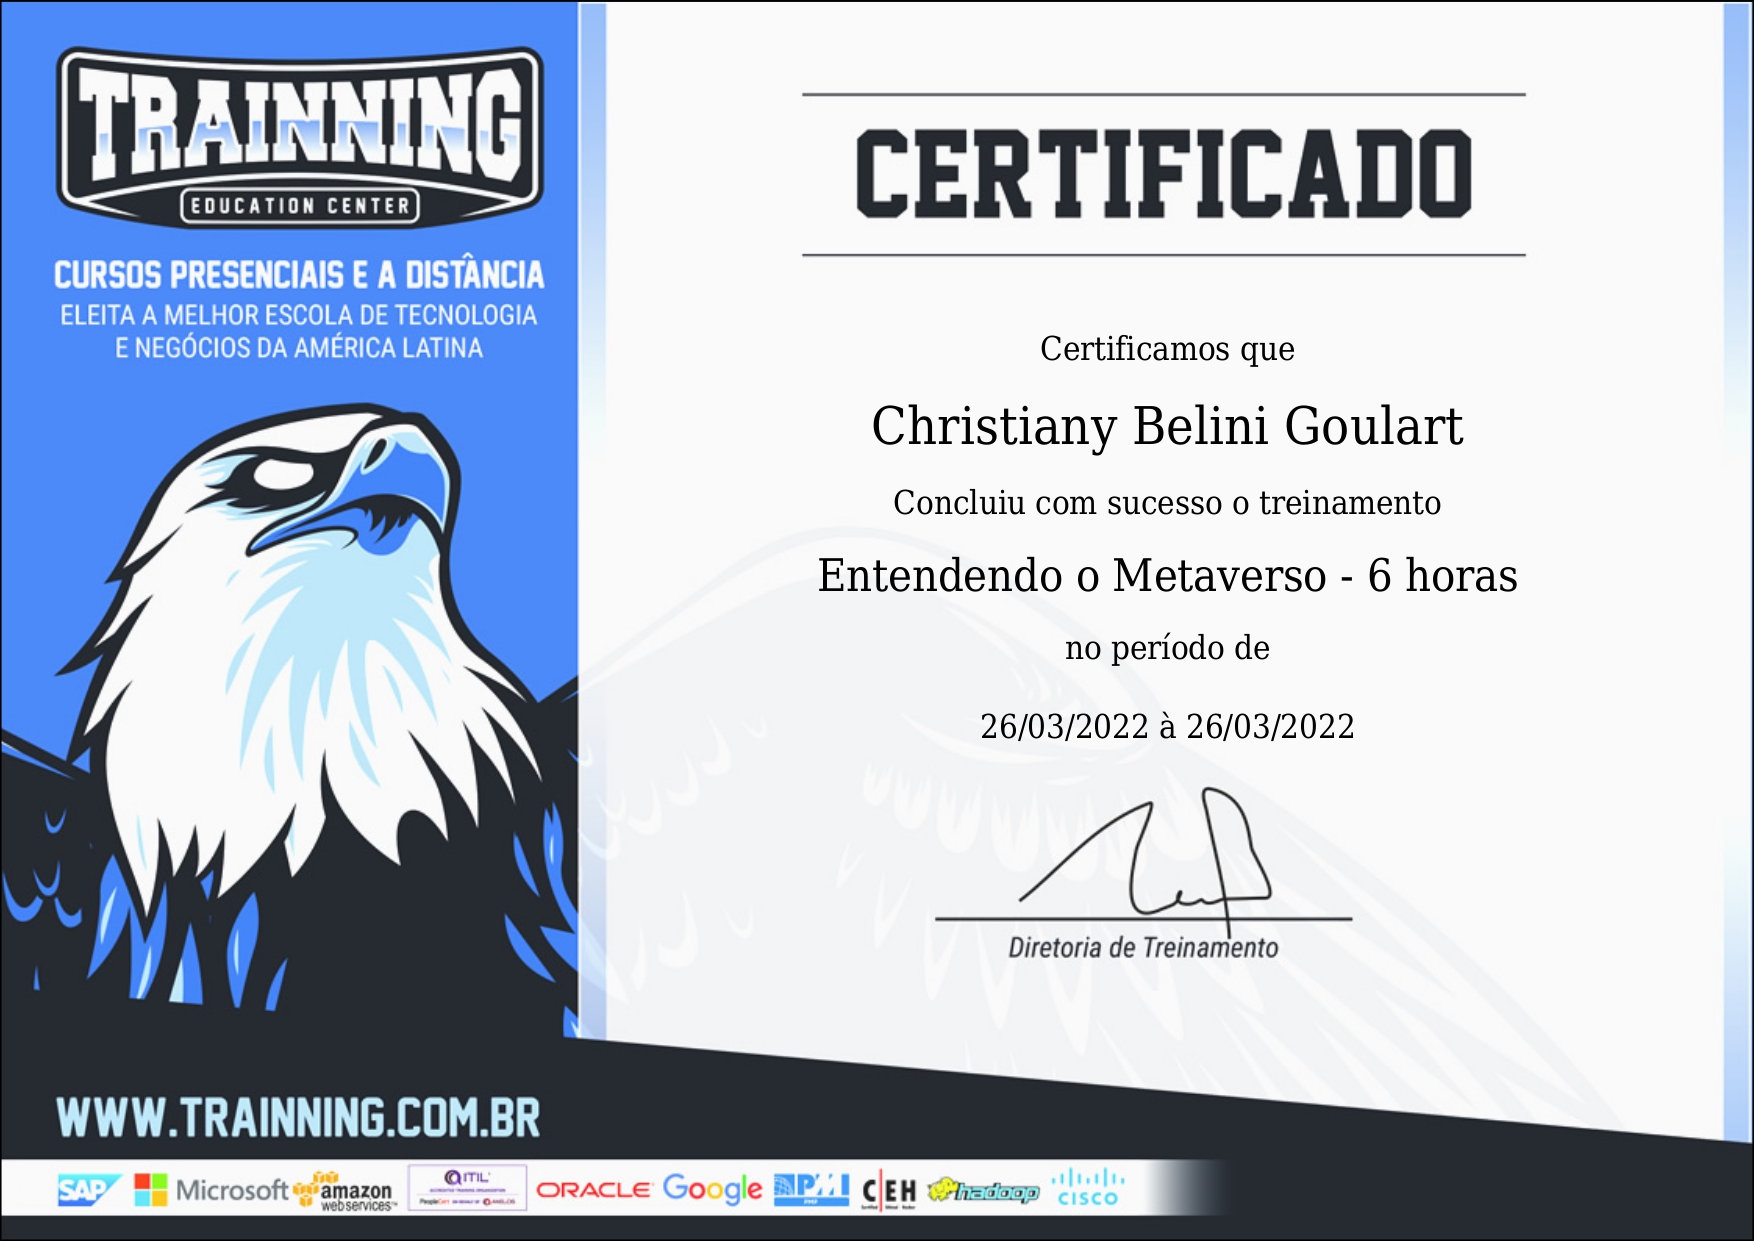 TRAINNING
EDUCATION CENTER
CURSOS PRESENCIAIS E A DISTÂNCIA
ELEITA A MELHOR ESCOLA DE TECNOLOGIA
E NEGÓCIOS DA AMÉRICA LATINA
CERTIFICADO
Certificamos que
Christiany Belini Goulart
Concluiu com sucesso o treinamento
Entendendo o Metaverso - 6 horas
no período de
26/03/2022 à 26/03/2022
Diretoria de Treinamento
WWW.TRAINNING.COM.BR
SAP
Microsoft
amazon
webservices™
ITIL
ORACLE
Google
PMI
C|EH
hadoop
CISCO